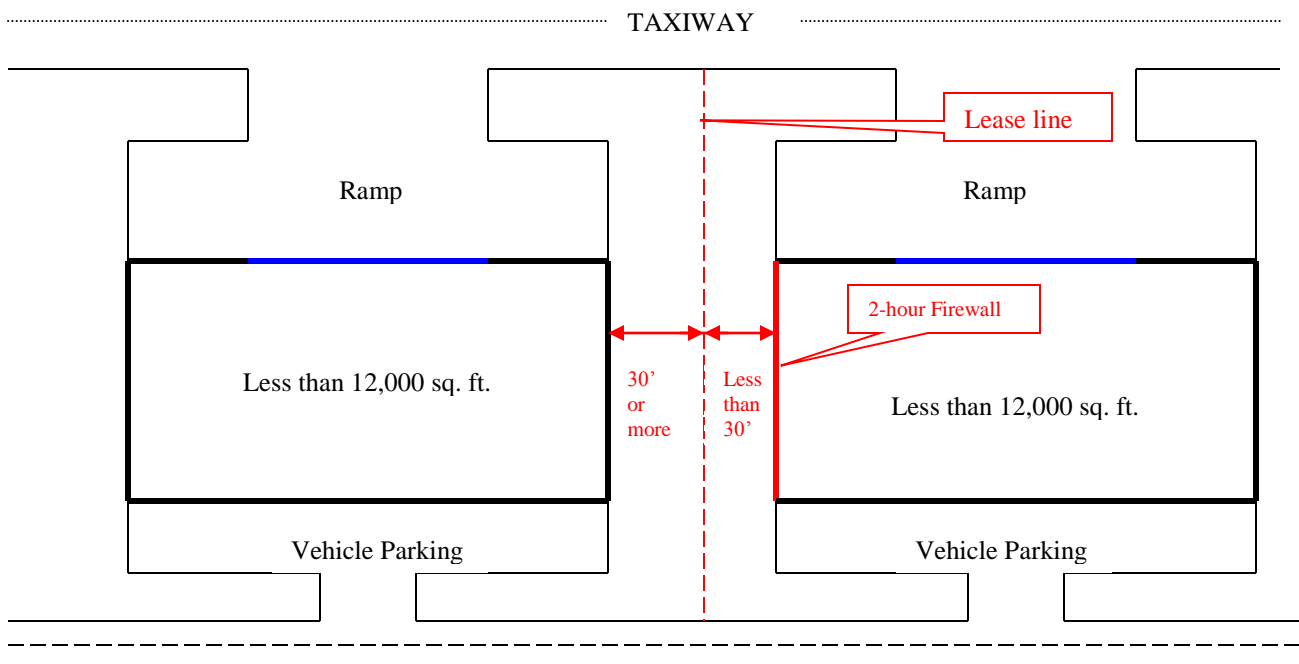 TAXIWAY
Lease line
Ramp
Ramp
2-hour Firewall
Less than 12,000 sq. ft.
30’
or
more
Less
than
30’
Less than 12,000 sq. ft.
Vehicle Parking
Vehicle Parking